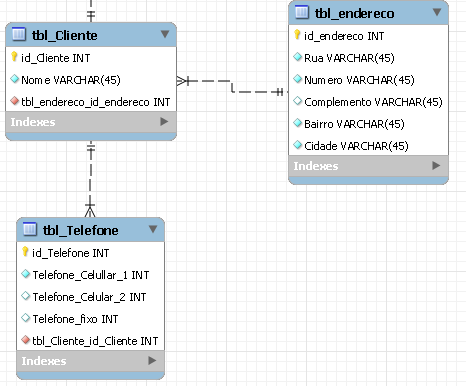 tbl_Cliente
id_Cliente INT
Nome VARCHAR(45)
tbl_endereco_id_endereco INT
Indexes
tbl_endereco
id_endereco INT
Rua VARCHAR(45)
Numero VARCHAR(45)
Complemento VARCHAR(45)
Bairro VARCHAR(45)
Cidade VARCHAR(45)
Indexes
tbl_Telefone
id_Telefone INT
Telefone_Celullar_1 INT
Telefone_Celular_2 INT
Telefone_fixo INT
tbl_Cliente_id_Cliente INT
Indexes